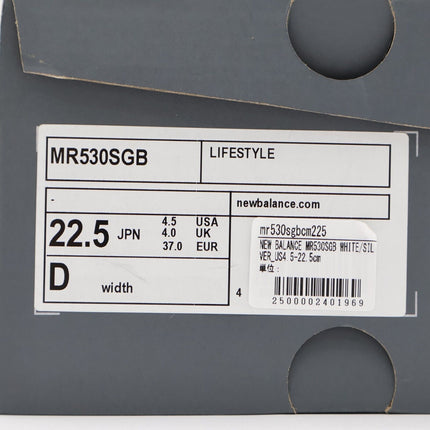 MR530SGB
LIFESTYLE
-
newbalance.com
22.5 JPN
4.5 USA
4.0 UK
37.0 EUR
D width
4
mr530sgbcm225
NEW BALANCE MR530SGB WHITE/SIL
VER_US4.5-22.5cm
単位:
2500002401969